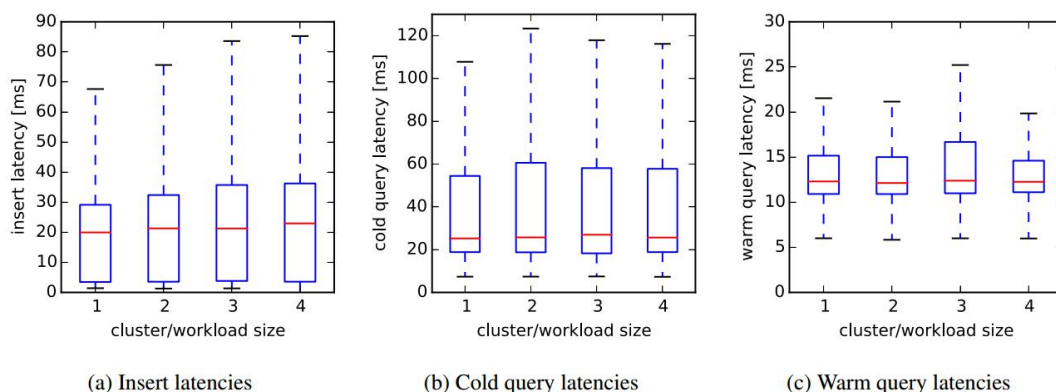 90
80
70
60
50
40
30
20
10
0
insert latency [ms]
1 2 3 4
cluster/workload size
(a) Insert latencies
120
100
80
60
40
20
0
cold query latency [ms]
1 2 3 4
cluster/workload size
(b) Cold query latencies
30
25
20
15
10
5
0
warm query latency [ms]
1 2 3 4
cluster/workload size
(c) Warm query latencies